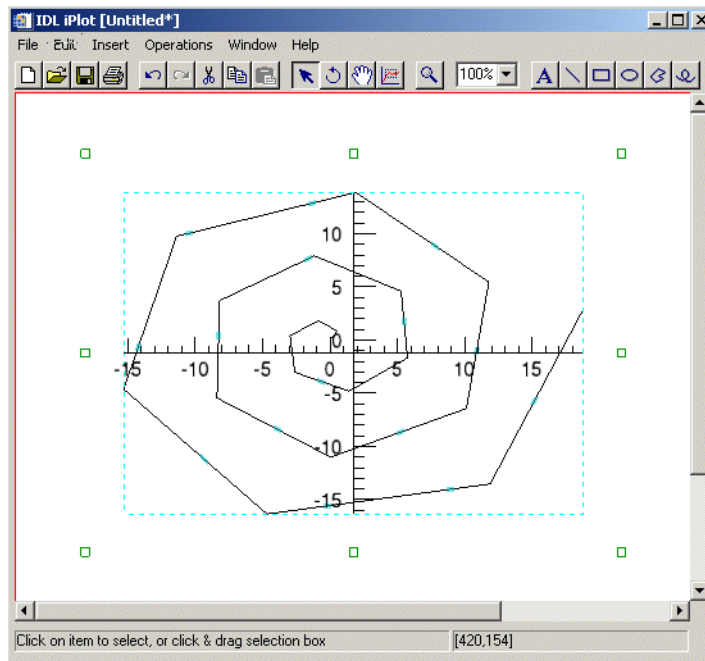 IDL iPlot [Untitled*]
File Edit Insert Operations Window Help
100% A
10
5
0
-15 -10 -5 0 5 10 15
-5
-10
-15
Click on item to select, or click & drag selection box [420,154]